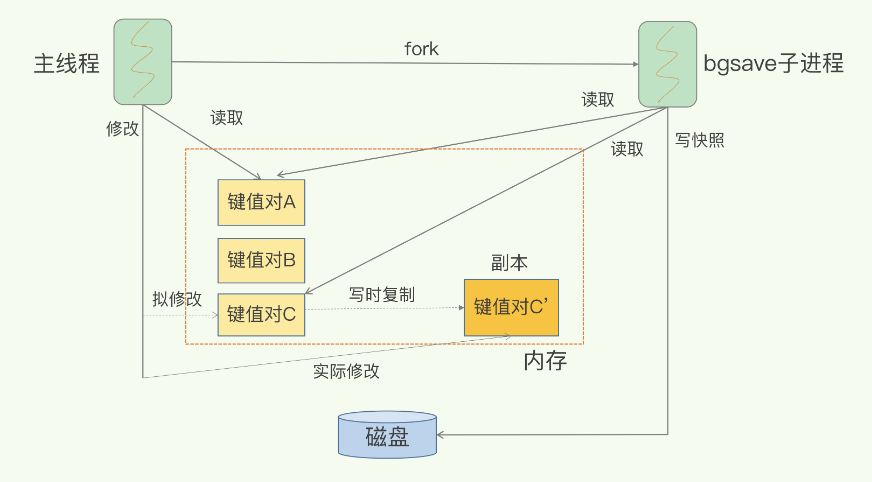 fork
主线程
bgsave子进程
修改
读取
读取
写快照
读取
键值对A
键值对B
副本
拟修改
写时复制
键值对C
键值对C’
内存
实际修改
磁盘